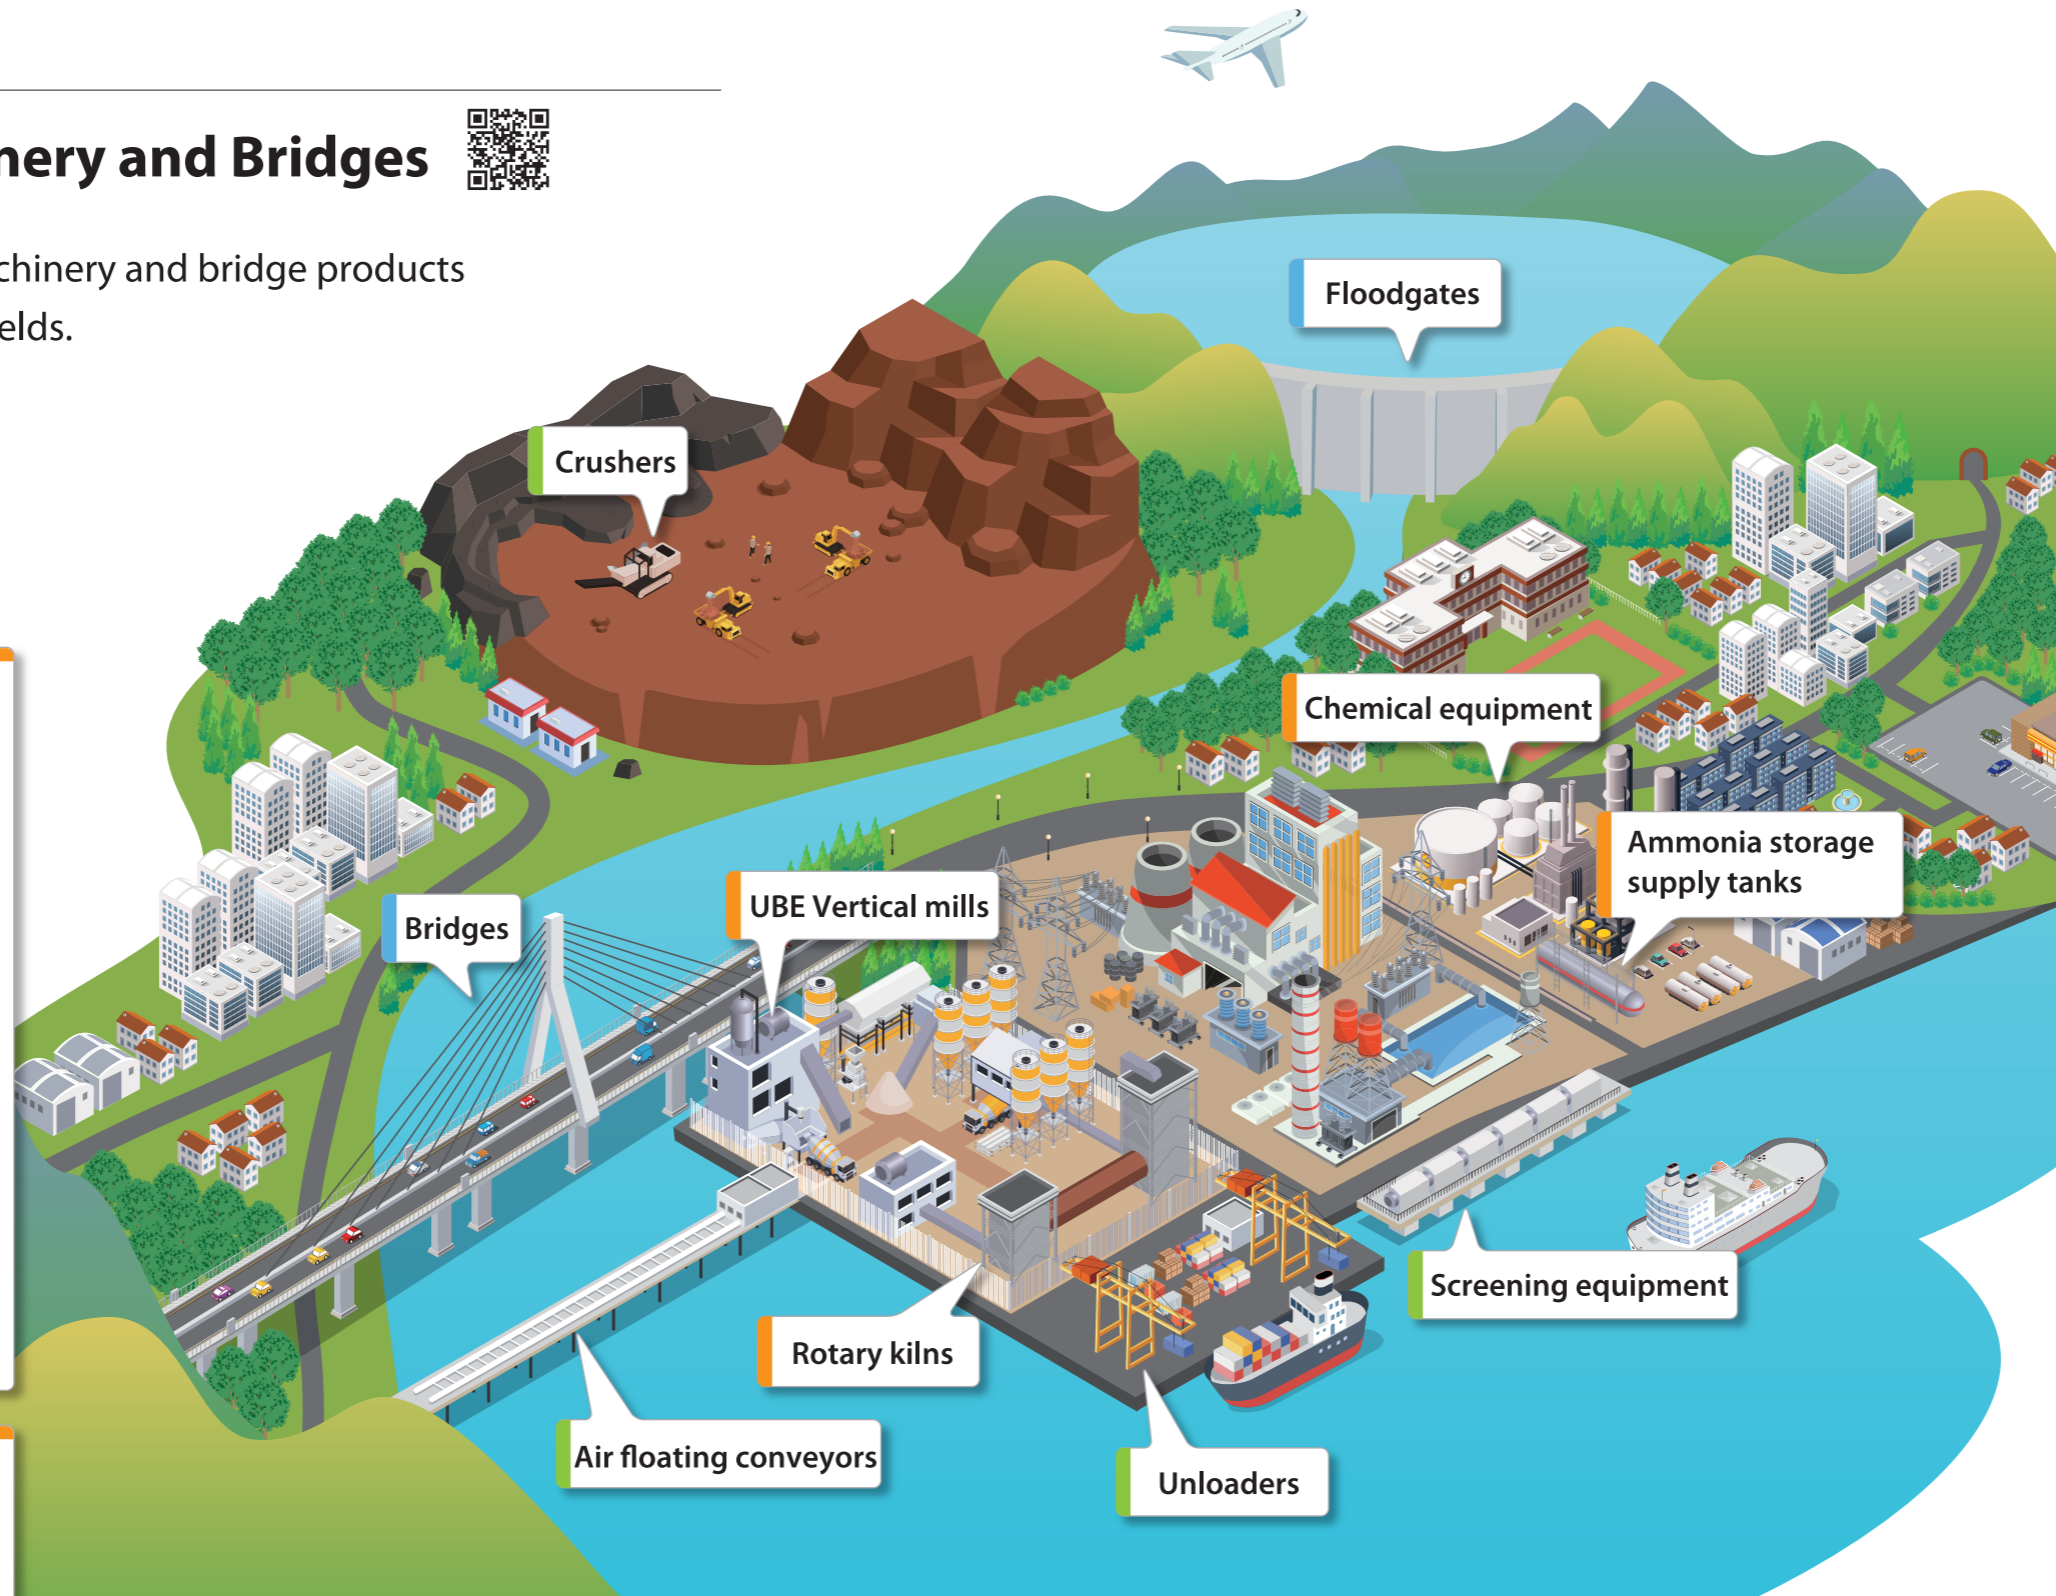 nery and Bridges
chinery and bridge products
elds.
Floodgates
Crushers
Chemical equipment
Ammonia storage
supply tanks
UBE Vertical mills
Bridges
Screening equipment
Rotary kilns
Air floating conveyors
Unloaders